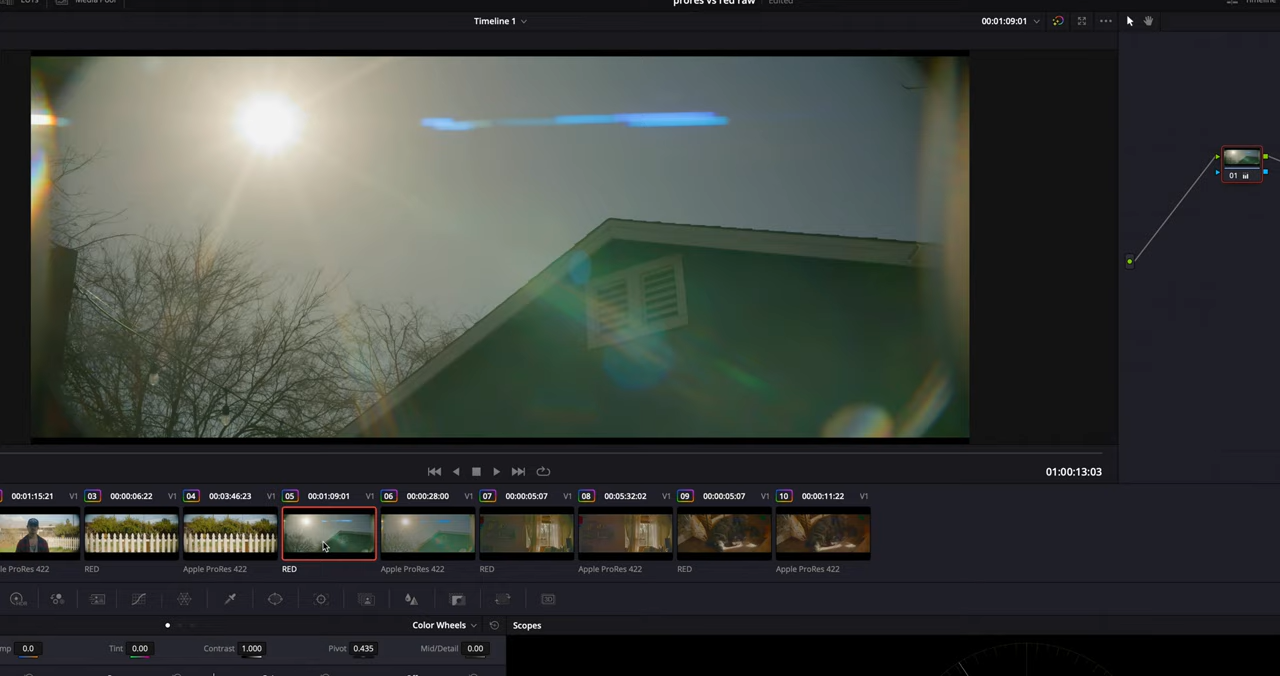 prores vs red raw Edited
Timeline 1
00:01:09:01
01
01:00:13:03
00:01:15:21 V1 03 00:00:06:22 V1 04 00:03:46:23 V1 05 00:01:09:01 V1 06 00:00:28:00 V1 07 00:00:05:07 V1 08 00:05:32:02 V1 09 00:00:05:07 V1 10 00:00:11:22 V1
le ProRes 422 RED Apple ProRes 422 RED Apple ProRes 422 RED Apple ProRes 422 RED Apple ProRes 422
3D
Color Wheels Scopes
mp 0.0 Tint 0.00 Contrast 1.000 Pivot 0.435 Mid/Detail 0.00